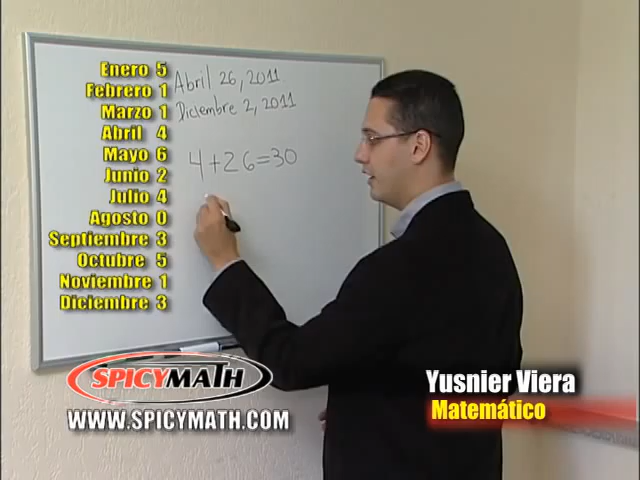 Enero 5
Febrero 1
Marzo 1
Abril 4
Mayo 6
Junio 2
Julio 4
Agosto 0
Septiembre 3
Octubre 5
Noviembre 1
Diciembre 3
Abril 26, 2011
Diciembre 2, 2011
4+26=30
SPICYMATH
WWW.SPICYMATH.COM
Yusnier Viera
Matemático